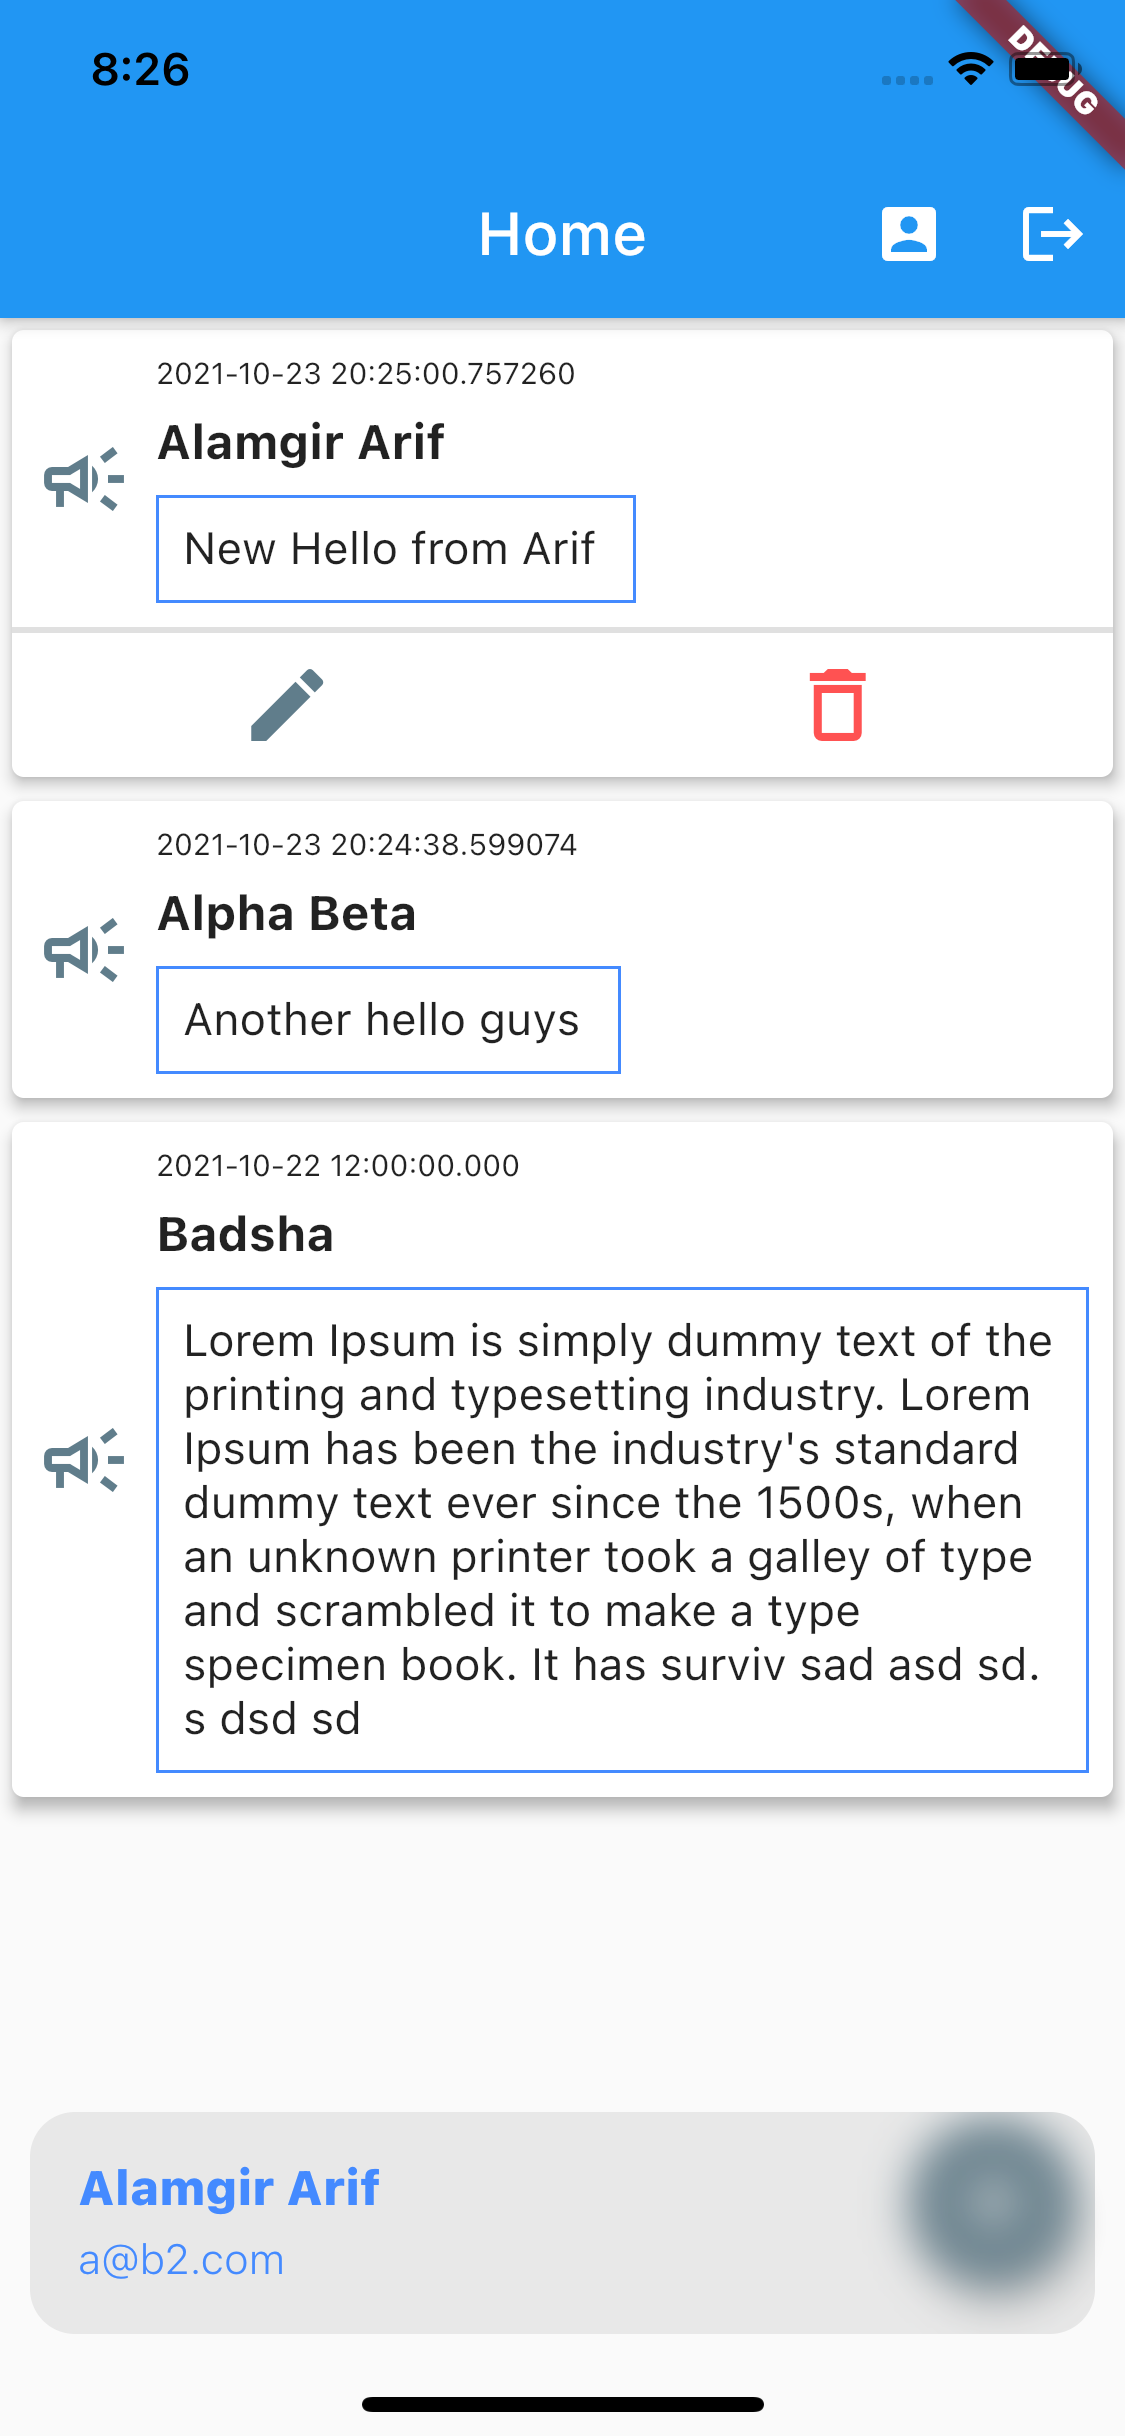 8:26
DEBUG
Home
2021-10-23 20:25:00.757260
Alamgir Arif
New Hello from Arif
2021-10-23 20:24:38.599074
Alpha Beta
Another hello guys
2021-10-22 12:00:00.000
Badsha
Lorem Ipsum is simply dummy text of the
printing and typesetting industry. Lorem
Ipsum has been the industry's standard
dummy text ever since the 1500s, when
an unknown printer took a galley of type
and scrambled it to make a type
specimen book. It has surviv sad asd sd.
s dsd sd
Alamgir Arif
a@b2.com